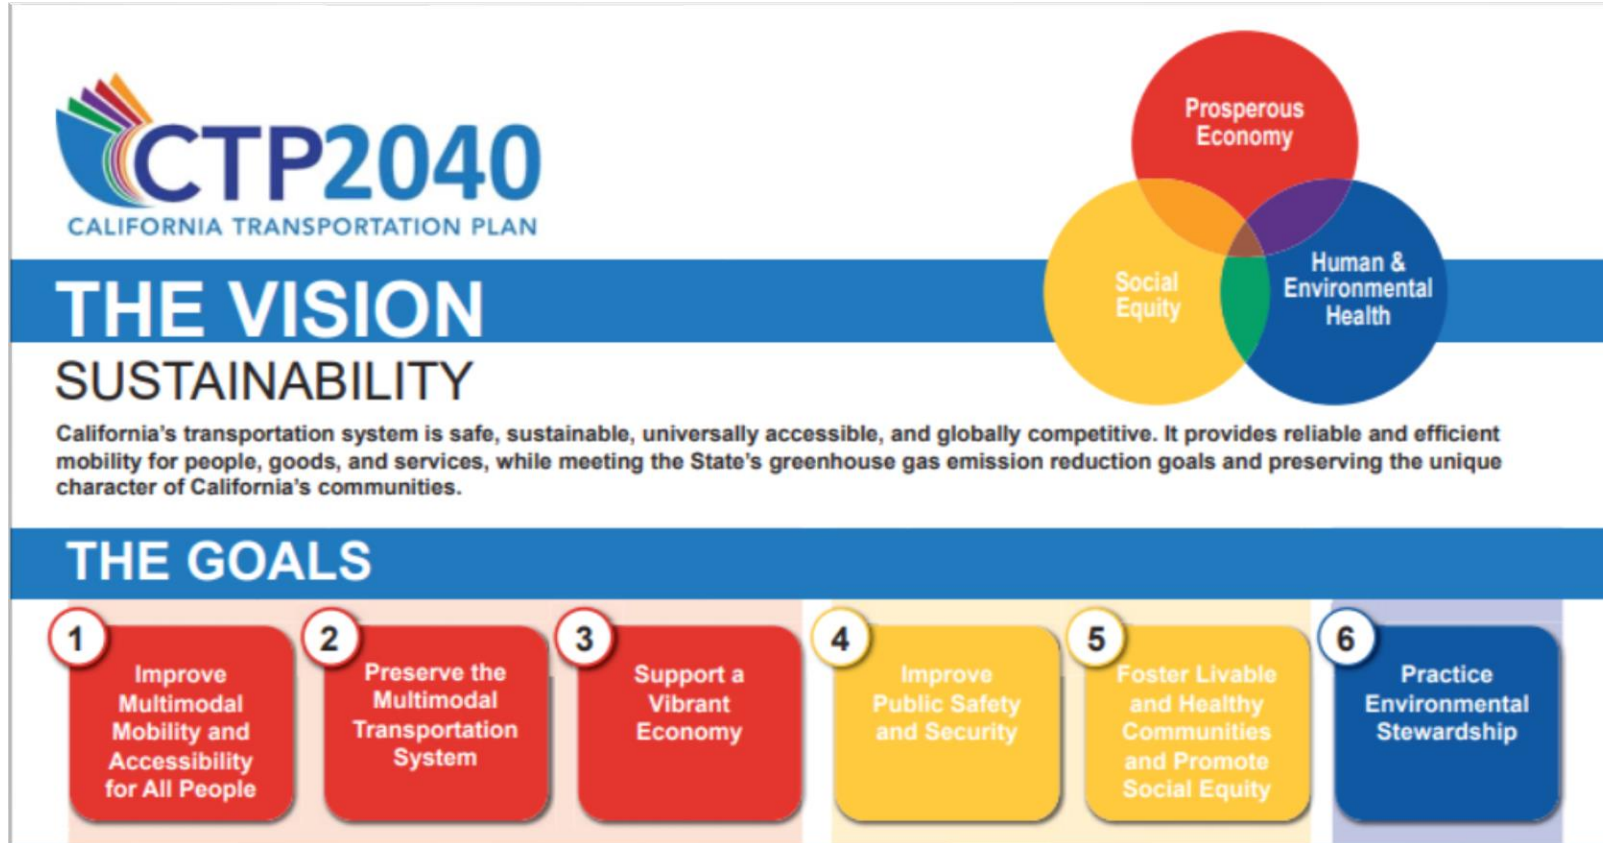 CTP2040
CALIFORNIA TRANSPORTATION PLAN
Prosperous
Economy
Social
Equity
Human &
Environmental
Health
THE VISION
SUSTAINABILITY
California's transportation system is safe, sustainable, universally accessible, and globally competitive. It provides reliable and efficient
mobility for people, goods, and services, while meeting the State's greenhouse gas emission reduction goals and preserving the unique
character of California's communities.
THE GOALS
1
Improve
Multimodal
Mobility and
Accessibility
for All People
2
Preserve the
Multimodal
Transportation
System
3
Support a
Vibrant
Economy
4
Improve
Public Safety
and Security
5
Foster Livable
and Healthy
Communities
and Promote
Social Equity
6
Practice
Environmental
Stewardship